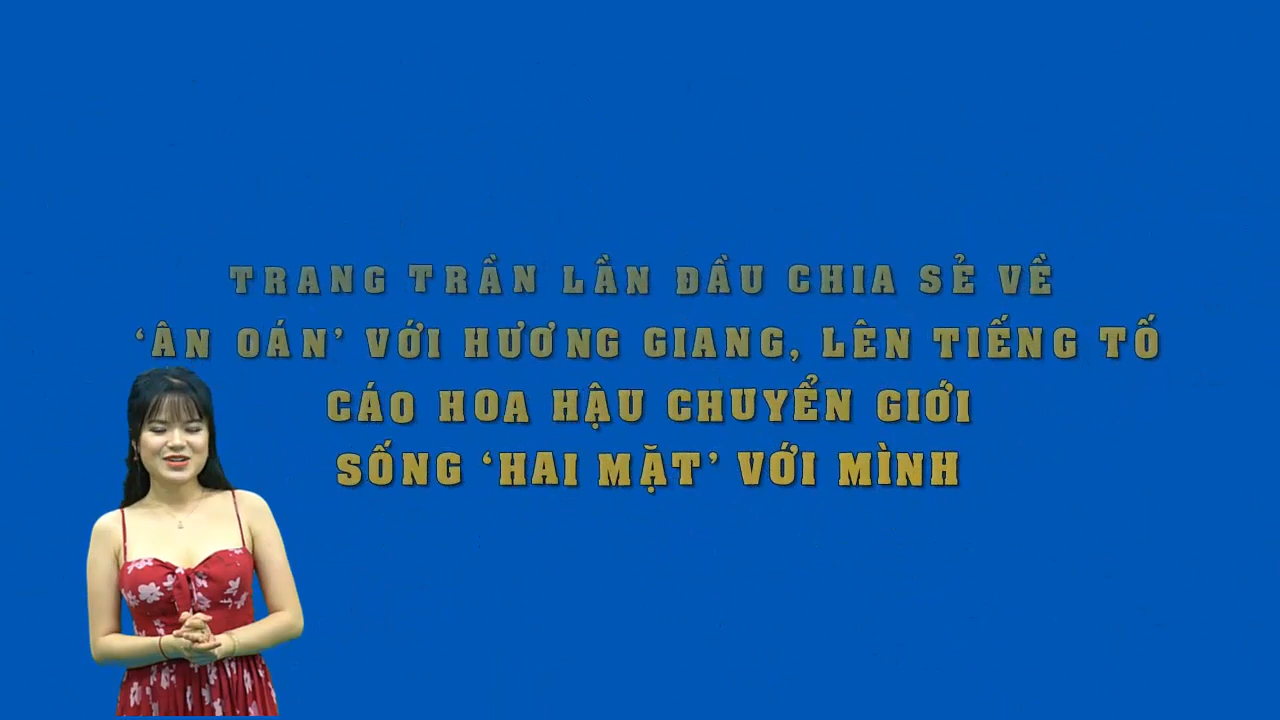 TRANG TRẦN LẦN ĐẦU CHIA SẺ VỀ
‘ÂN OÁN’ VỚI HƯƠNG GIANG, LÊN TIẾNG TỐ
CÁO HOA HẬU CHUYỂN GIỚI
SỐNG ‘HAI MẶT’ VỚI MÌNH